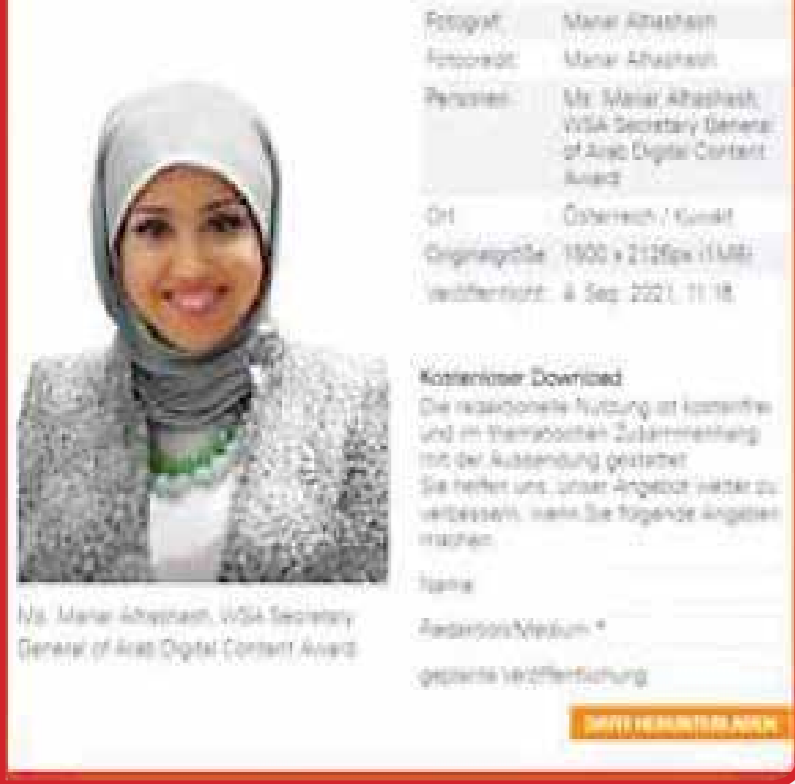 Fotograf: Manar Alhashash
Fotocredit: Manar Alhashash
Personen: Ms. Manar Alhashash,
WSA Secretary General
of Arab Digital Content
Award
Ort: Österreich / Kuwait
Originalgröße: 1500 x 2126px (1MB)
Veröffentlicht: 4. Sep. 2021, 11:18
Kostenloser Download
Die redaktionelle Nutzung ist kostenfrei
und im thematischen Zusammenhang
mit der Aussendung gestattet.
Sie helfen uns, unser Angebot weiter zu
verbessern, wenn Sie folgende Angaben
machen:
Name
Redaktion/Medium *
geplante Veröffentlichung
DATEI HERUNTERLADEN
Ms. Manar Alhashash, WSA Secretary
General of Arab Digital Content Award